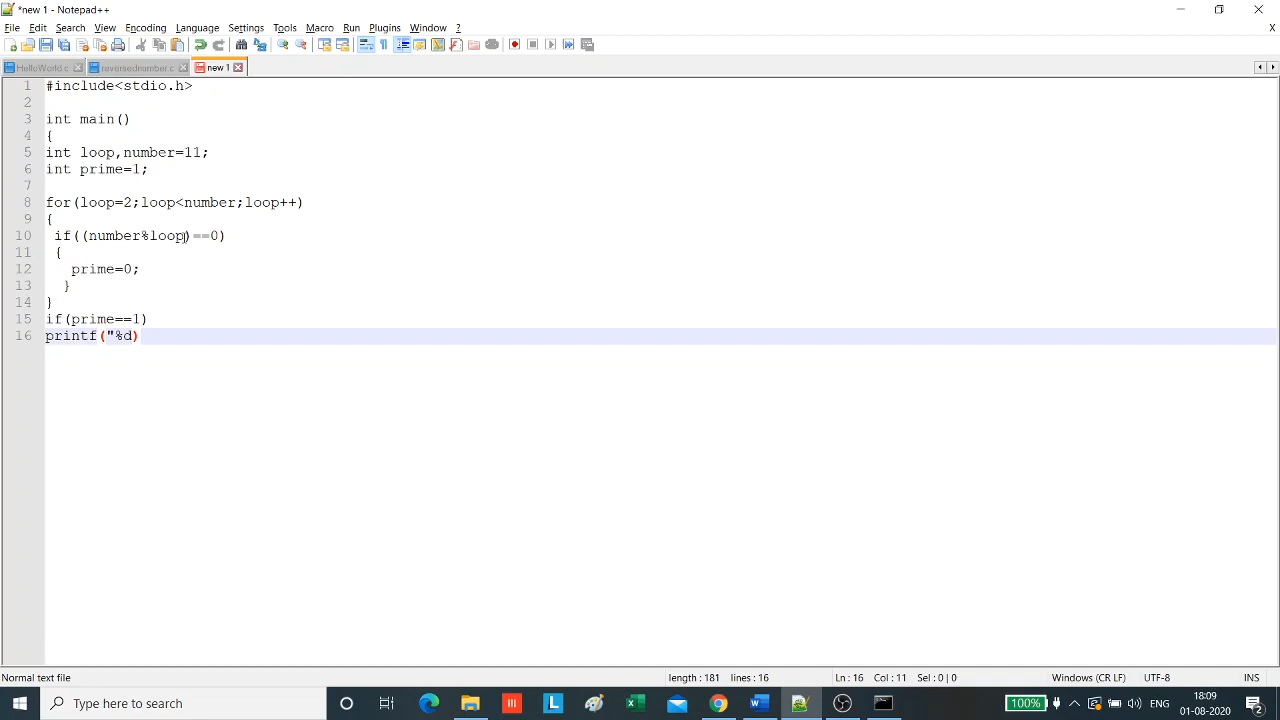 *new 1 - Notepad++
File Edit Search View Encoding Language Settings Tools Macro Run Plugins Window ?
X
HelloWorld.c reversednumber.c new 1
1 #include<stdio.h>
2
3 int main()
4 {
5 int loop,number=11;
6 int prime=1;
7
8 for(loop=2;loop<number;loop++)
9 {
10 if((number%loop)==0)
11 {
12 prime=0;
13 }
14 }
15 if(prime==1)
16 printf("%d)
Normal text file length : 181 lines : 16 Ln : 16 Col : 11 Sel : 0 | 0 Windows (CR LF) UTF-8 INS
Type here to search 100% ENG 18:09
01-08-2020 2